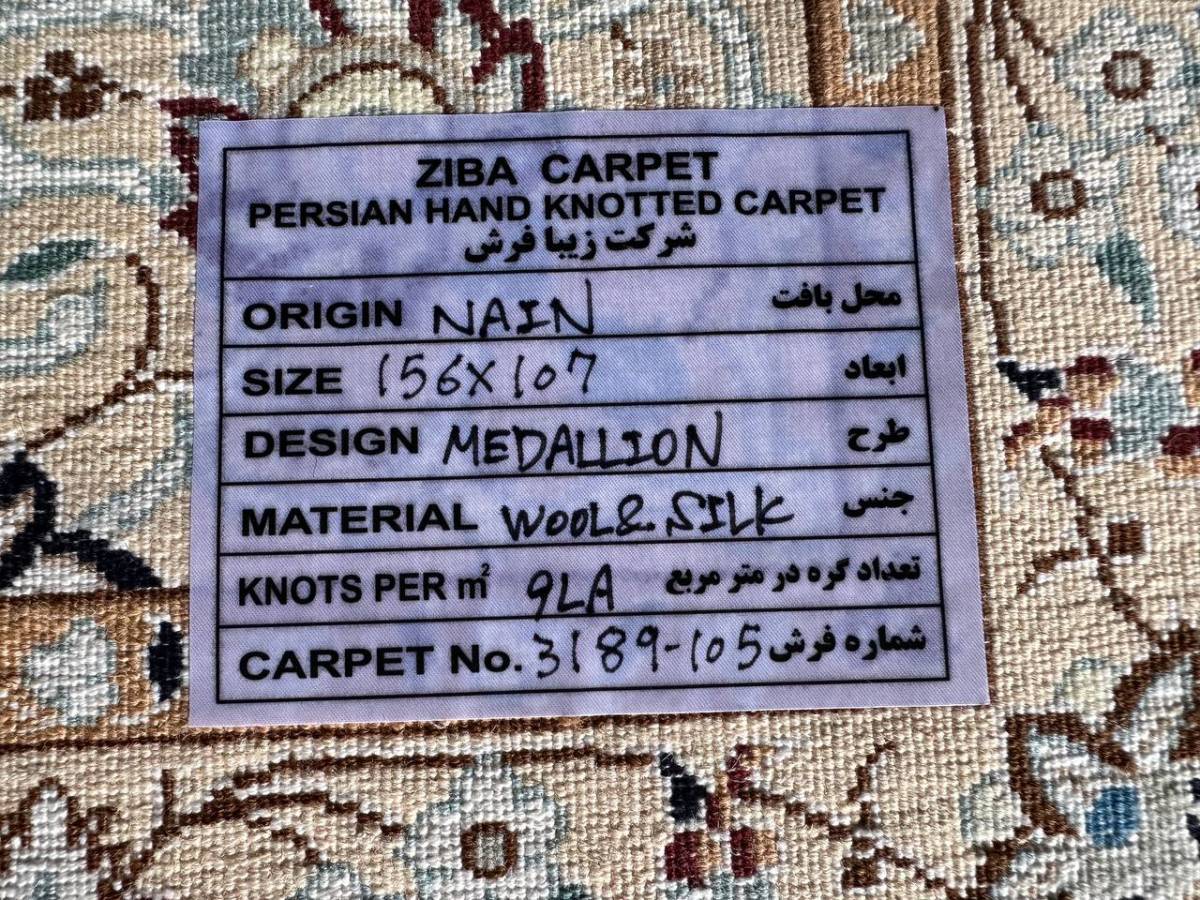 ZIBA CARPET
PERSIAN HAND KNOTTED CARPET
شرکت زیبا فرش
ORIGIN NAIN محل بافت
SIZE 156X107 ابعاد
DESIGN MEDALLION طرح
MATERIAL WOOL & SILK جنس
KNOTS PER m² 9LA تعداد گره در متر مربع
CARPET No. 3189-105 شماره فرش